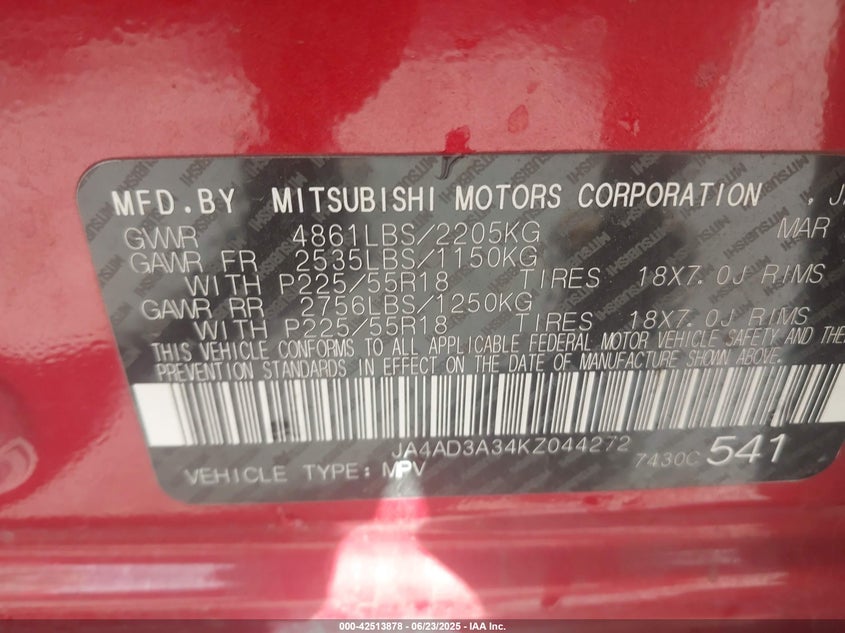 MFD.BY MITSUBISHI MOTORS CORPORATION
GWWR 4861LBS/2205KG MAR
GAWR FR 2535LBS/1150KG
WITH P225/55R18 TIRES 18X7.0J RIMS
GAWR RR 2756LBS/1250KG
WITH P225/55R18 TIRES 18X7.0J RIMS
THIS VEHICLE CONFORMS TO ALL APPLICABLE FEDERAL MOTOR VEHICLE SAFETY AND
PREVENTION STANDARDS IN EFFECT ON THE DATE OF MANUFACTURE SHOWN ABOVE.
JA4AD3A34KZ044272
VEHICLE TYPE: MPV 7430C 541
000-42513878 - 06/23/2025 - IAA Inc.